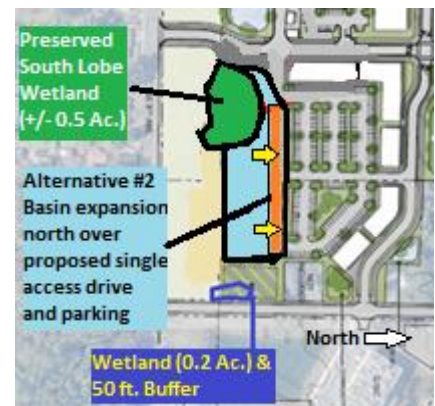 Preserved
South Lobe
Wetland
(+/- 0.5 Ac.)
Alternative #2
Basin expansion
north over
proposed single
access drive
and parking
North
Wetland (0.2 Ac.) &
50 ft. Buffer